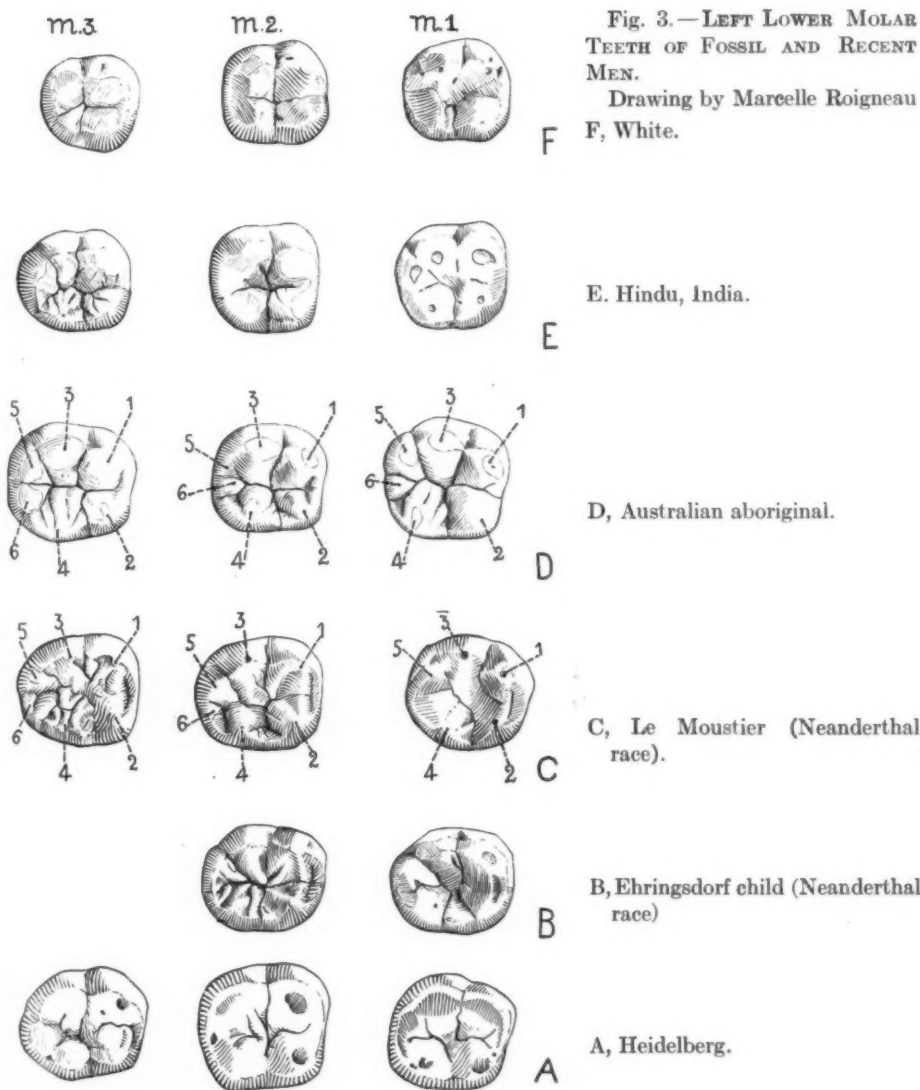 m.3. m.2. m.1
Fig. 3.—LEFT LOWER MOLAR
TEETH OF FOSSIL AND RECENT
MEN.
Drawing by Marcelle Roigneau
F, White.
F
E. Hindu, India.
E
3 3 3
5 1 5 1 5 1
6 6
6 4 2 4 2 4 2
D, Australian aboriginal.
D
3 3 3
5 1 5 1 5 1
6 6
4 2 4 2 4 2
C, Le Moustier (Neanderthal
race).
C
B, Ehringsdorf child (Neanderthal
race)
B
A, Heidelberg.
A